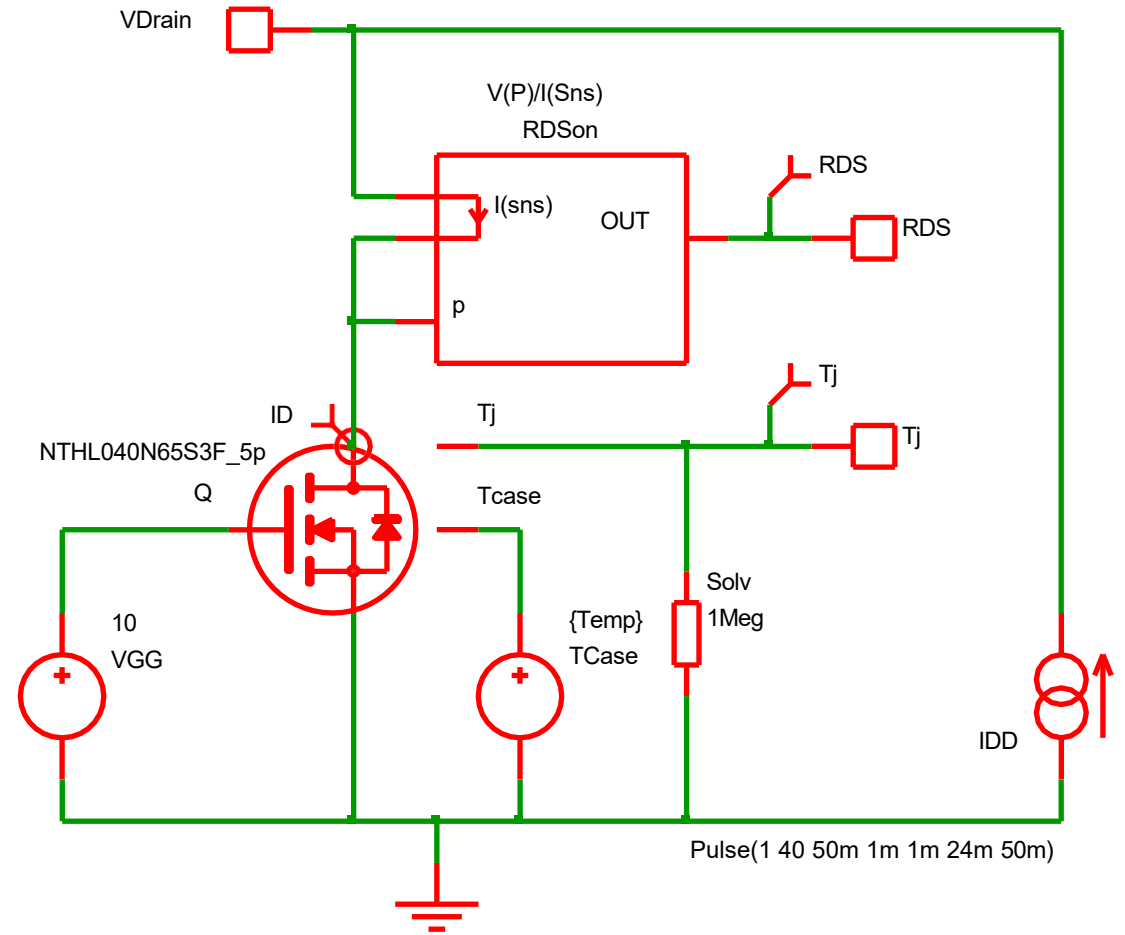 VDrain
V(P)/I(Sns)
RDSon
RDS
I(sns)
OUT
RDS
p
Tj
ID
Tj
Tj
NTHL040N65S3F_5p
Q
Tcase
Solv
1Meg
10
VGG
{Temp}
TCase
IDD
Pulse(1 40 50m 1m 1m 24m 50m)